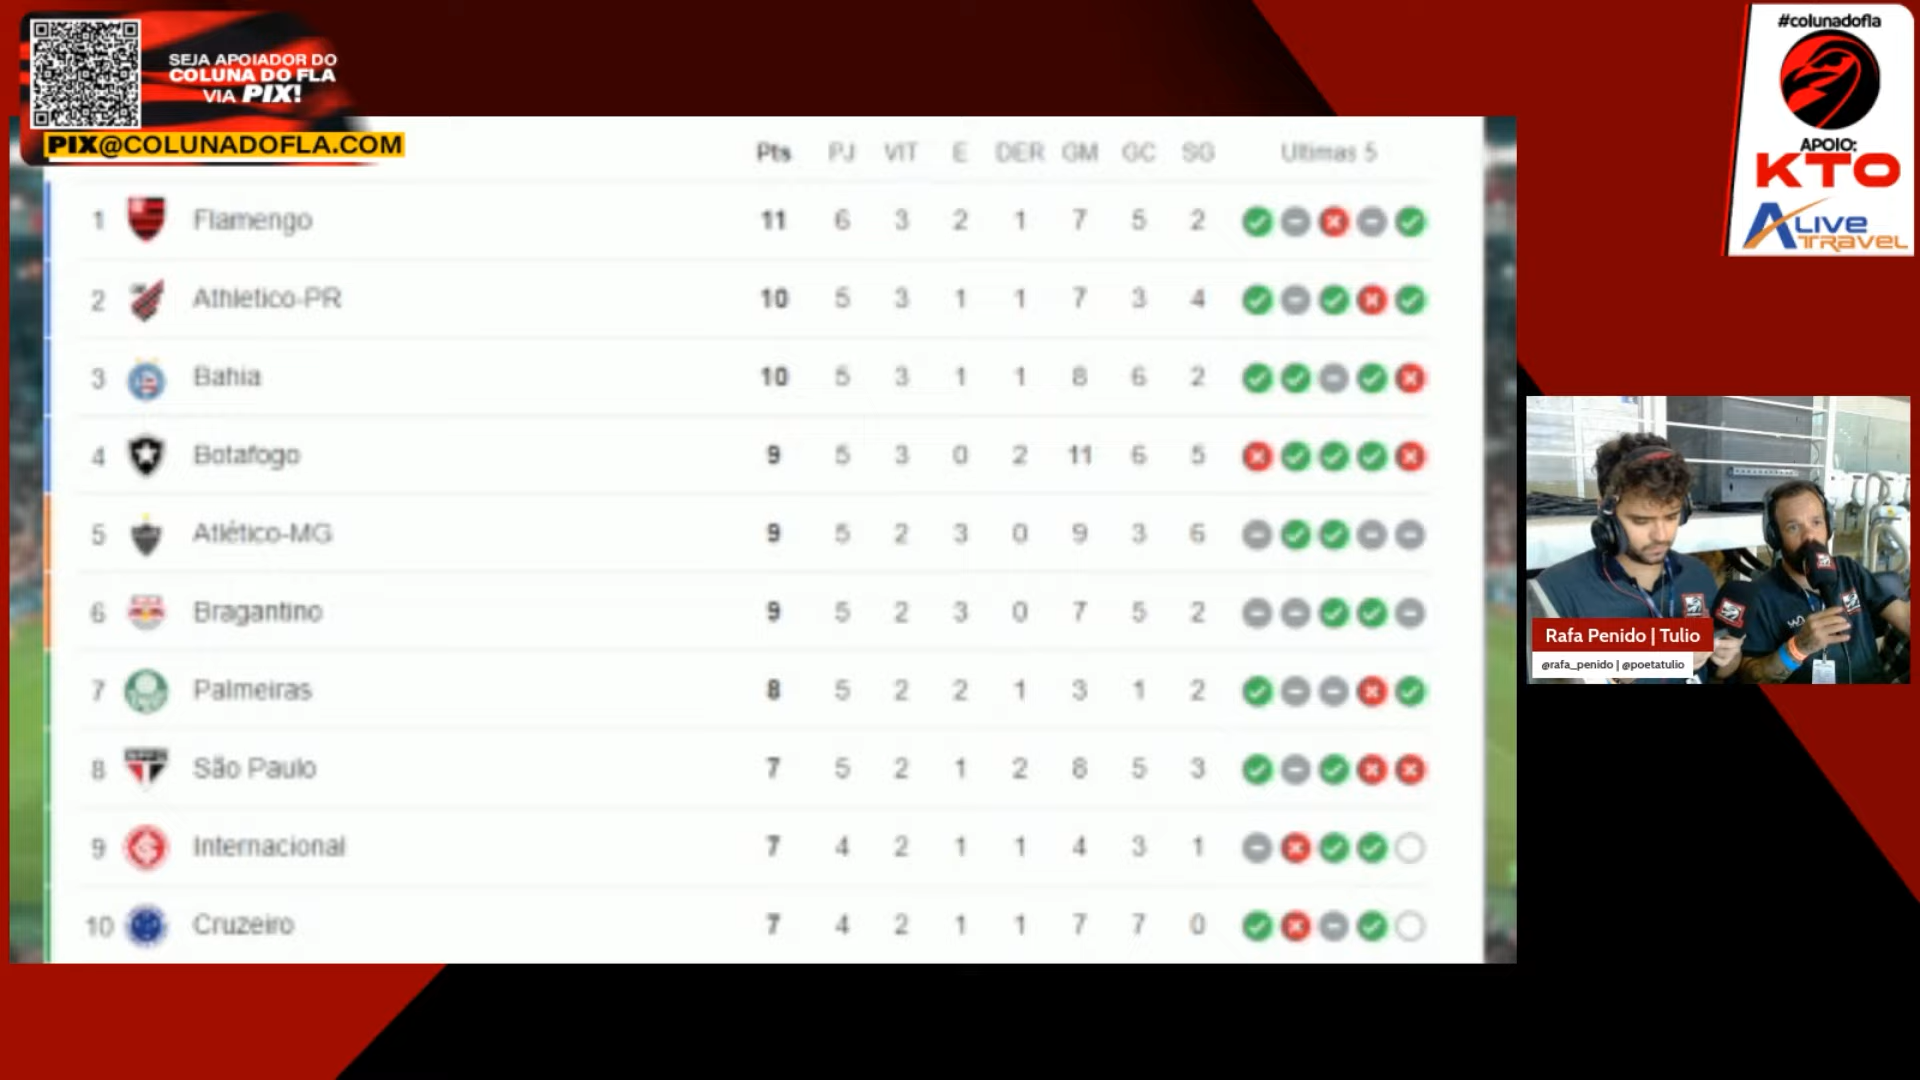 SEJA APOIADOR DO
COLUNA DO FLA
VIA PIX!
PIX@COLUNADOFLA.COM
#colunadofla
APOIO:
KTO
ALIVE
TRAVEL
Pts PJ VIT E DER GM GC SG Últimas 5
1 Flamengo 11 6 3 2 1 7 5 2
2 Athletico-PR 10 5 3 1 1 7 3 4
3 Bahia 10 5 3 1 1 8 6 2
4 Botafogo 9 5 3 0 2 11 6 5
5 Atlético-MG 9 5 2 3 0 9 3 6
6 Bragantino 9 5 2 3 0 7 5 2
7 Palmeiras 8 5 2 2 1 3 1 2
8 São Paulo 7 5 2 1 2 8 5 3
9 Internacional 7 4 2 1 1 4 3 1
10 Cruzeiro 7 4 2 1 1 7 7 0
Rafa Penido | Tulio
@rafa_penido | @poetatulio